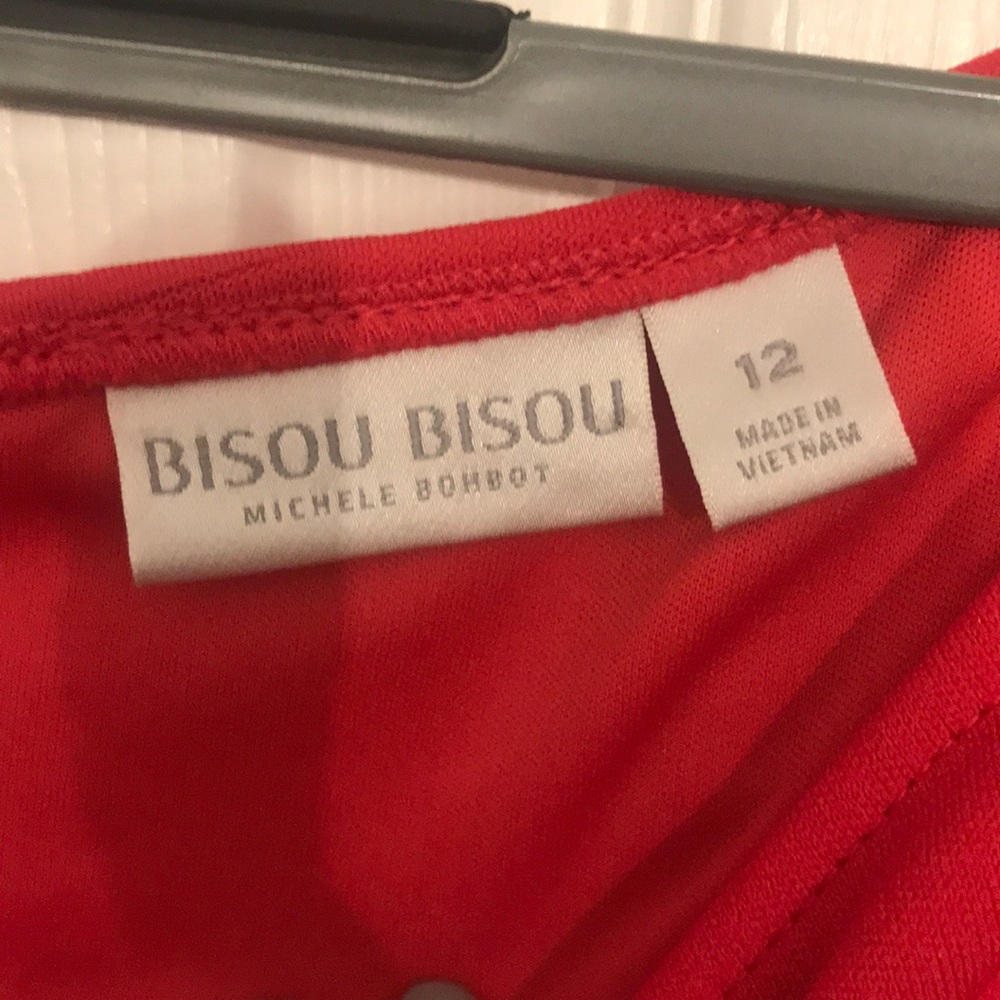 BISOU BISOU
MICHELE BOHBOT
12
MADE IN
VIETNAM